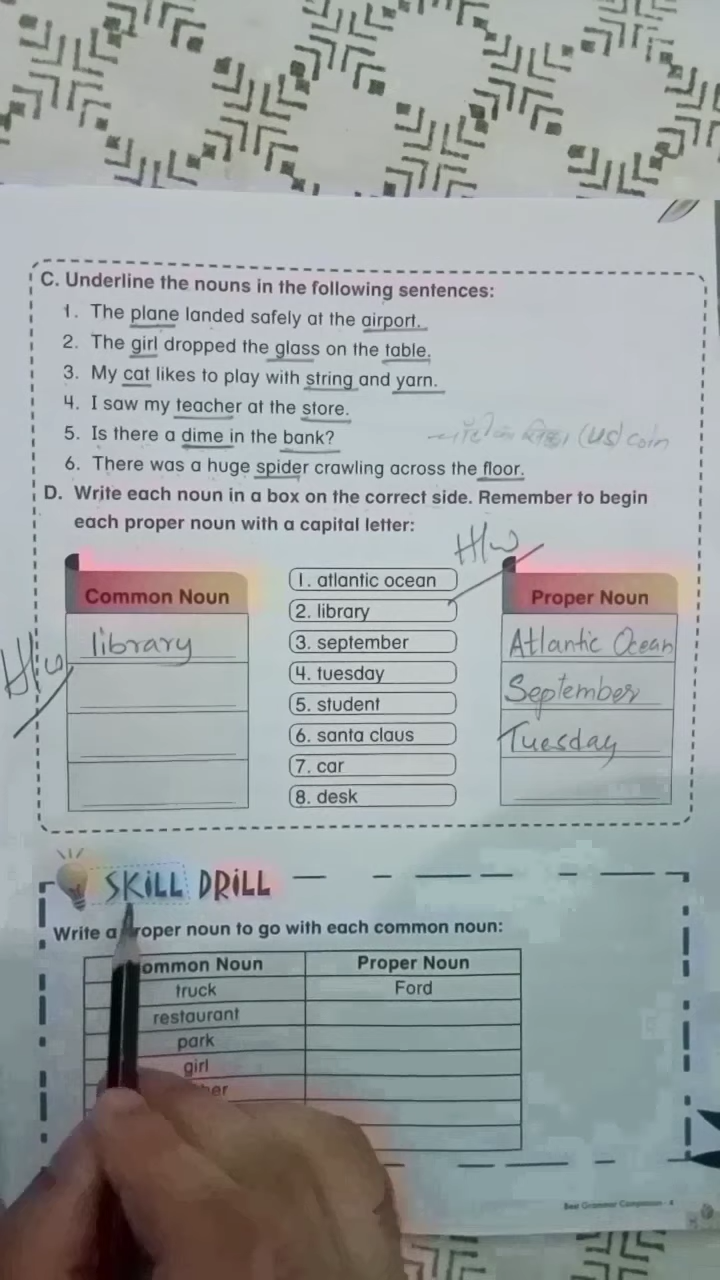 C. Underline the nouns in the following sentences:
1. The plane landed safely at the airport.
2. The girl dropped the glass on the table.
3. My cat likes to play with string and yarn.
4. I saw my teacher at the store.
5. Is there a dime in the bank?
(US) coin
6. There was a huge spider crawling across the floor.
D. Write each noun in a box on the correct side. Remember to begin
each proper noun with a capital letter:
H/w
Common Noun
library
H/w
1. atlantic ocean
2. library
3. september
4. tuesday
5. student
6. santa claus
7. car
8. desk
Proper Noun
Atlantic Ocean
September
Tuesday
SKILL DRILL
Write a roper noun to go with each common noun:
ommon Noun Proper Noun
truck Ford
restaurant
park
girl
her